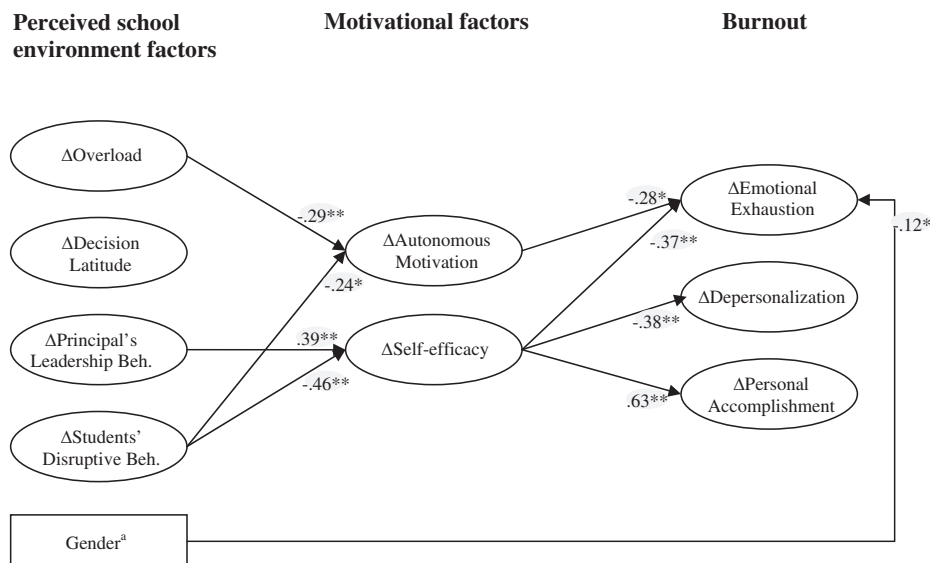 Perceived school
environment factors
Motivational factors
Burnout
ΔOverload
ΔEmotional
Exhaustion
-.28*
-.29**
-.12*
ΔDecision
Latitude
ΔAutonomous
Motivation
-.37**
-.24*
ΔDepersonalization
ΔPrincipal's
Leadership Beh.
.39**
ΔSelf-efficacy
-.38**
-.46**
ΔPersonal
Accomplishment
.63**
ΔStudents'
Disruptive Beh.
Genderᵃ